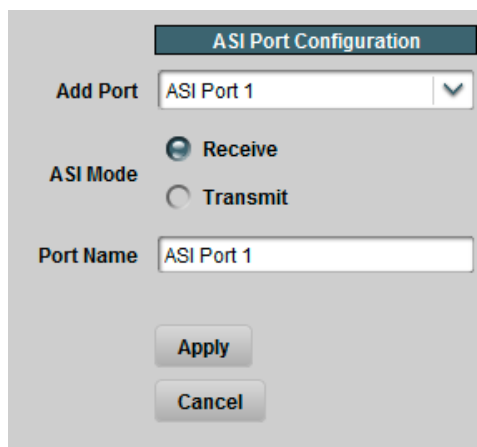 ASI Port Configuration
Add Port ASI Port 1
ASI Mode
Receive
Transmit
Port Name ASI Port 1
Apply
Cancel